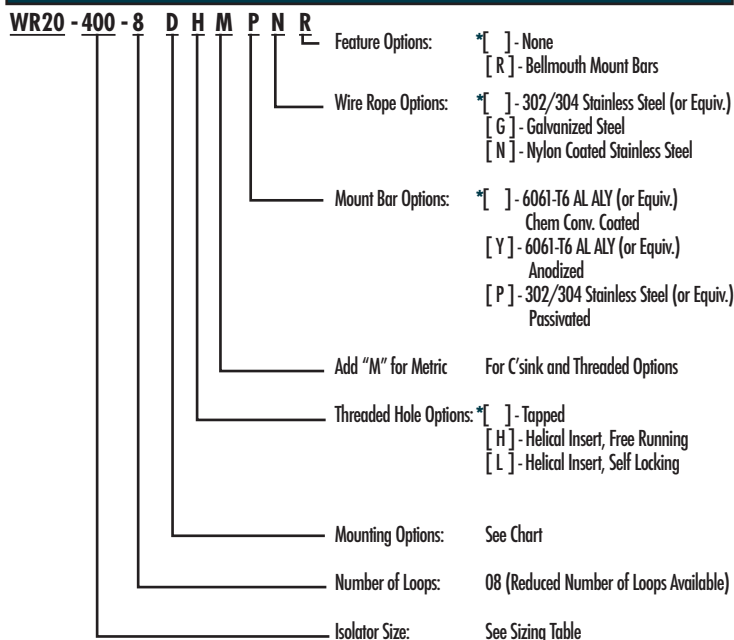 WR20 - 400 - 8 D H M P N R
Feature Options: *[ ] - None
[ R ] - Bellmouth Mount Bars
Wire Rope Options: *[ ] - 302/304 Stainless Steel (or Equiv.)
[ G ] - Galvanized Steel
[ N ] - Nylon Coated Stainless Steel
Mount Bar Options: *[ ] - 6061-T6 AL ALY (or Equiv.)
Chem Conv. Coated
[ Y ] - 6061-T6 AL ALY (or Equiv.)
Anodized
[ P ] - 302/304 Stainless Steel (or Equiv.)
Passivated
Add “M” for Metric For C’sink and Threaded Options
Threaded Hole Options: *[ ] - Tapped
[ H ] - Helical Insert, Free Running
[ L ] - Helical Insert, Self Locking
Mounting Options: See Chart
Number of Loops: 08 (Reduced Number of Loops Available)
Isolator Size: See Sizing Table